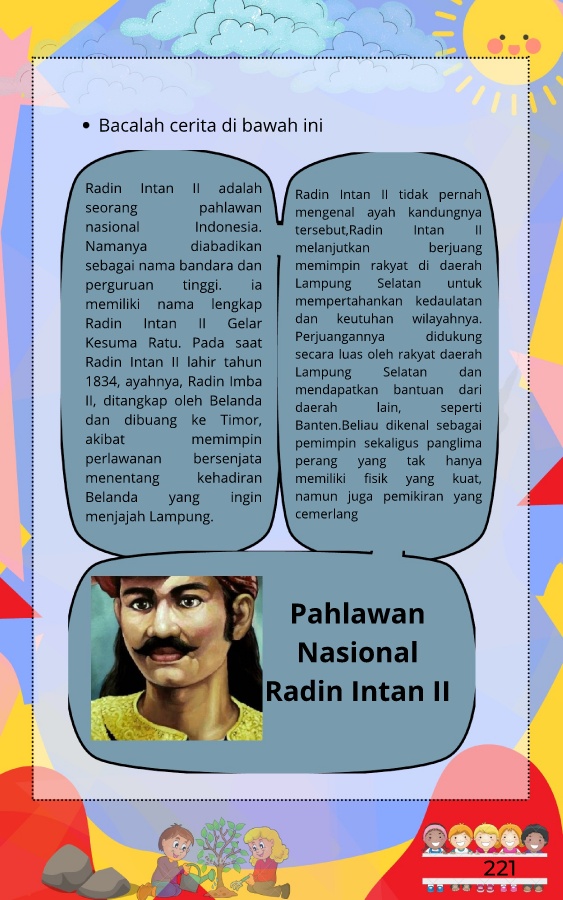 Bacalah cerita di bawah ini
Radin Intan II adalah
seorang pahlawan
nasional Indonesia.
Namanya diabadikan
sebagai nama bandara dan
perguruan tinggi. ia
memiliki nama lengkap
Radin Intan II Gelar
Kesuma Ratu. Pada saat
Radin Intan II lahir tahun
1834, ayahnya, Radin Imba
II, ditangkap oleh Belanda
dan dibuang ke Timor,
akibat memimpin
perlawanan bersenjata
menentang kehadiran
Belanda yang ingin
menjajah Lampung.
Radin Intan II tidak pernah
mengenal ayah kandungnya
tersebut,Radin Intan II
melanjutkan berjuang
memimpin rakyat di daerah
Lampung Selatan untuk
mempertahankan kedaulatan
dan keutuhan wilayahnya.
Perjuangannya didukung
secara luas oleh rakyat daerah
Lampung Selatan dan
mendapatkan bantuan dari
daerah lain, seperti
Banten.Beliau dikenal sebagai
pemimpin sekaligus panglima
perang yang tak hanya
memiliki fisik yang kuat,
namun juga pemikiran yang
cemerlang
Pahlawan
Nasional
Radin Intan II
221